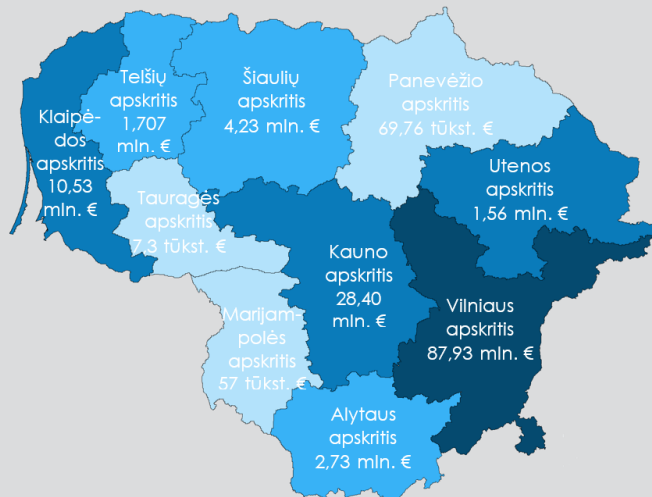 Telšių
apskritis
1,707
mln. €
Šiaulių
apskritis
4,23 mln. €
Panevėžio
apskritis
69,76 tūkst. €
Klaipė-
dos
apskritis
10,53
mln. €
Utenos
apskritis
1,56 mln. €
Tauragės
apskritis
7,3 tūkst. €
Kauno
apskritis
28,40
mln. €
Vilniaus
apskritis
87,93 mln. €
Marijam-
polės
apskritis
57 tūkst. €
Alytaus
apskritis
2,73 mln. €